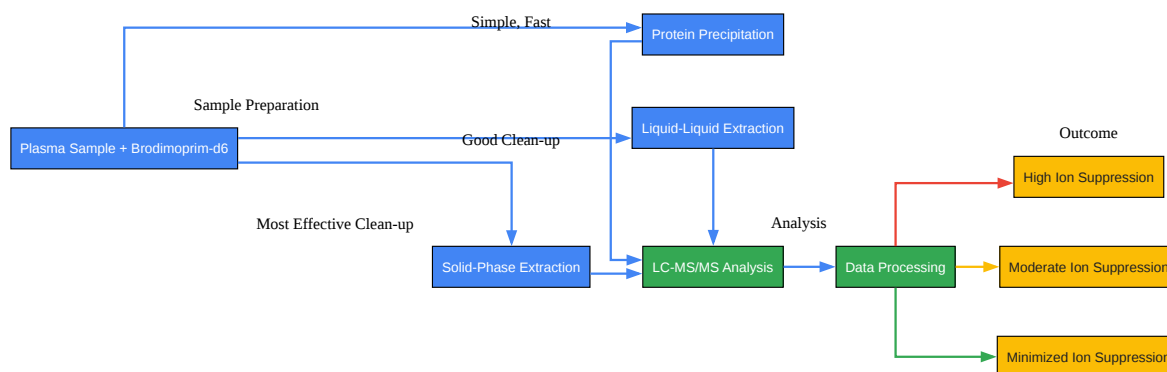 Simple, Fast
Protein Precipitation
Sample Preparation
Plasma Sample + Brodimoprim-d6
Good Clean-up
Liquid-Liquid Extraction
Outcome
High Ion Suppression
Most Effective Clean-up
Analysis
Solid-Phase Extraction
LC-MS/MS Analysis
Data Processing
Moderate Ion Suppression
Minimized Ion Suppression